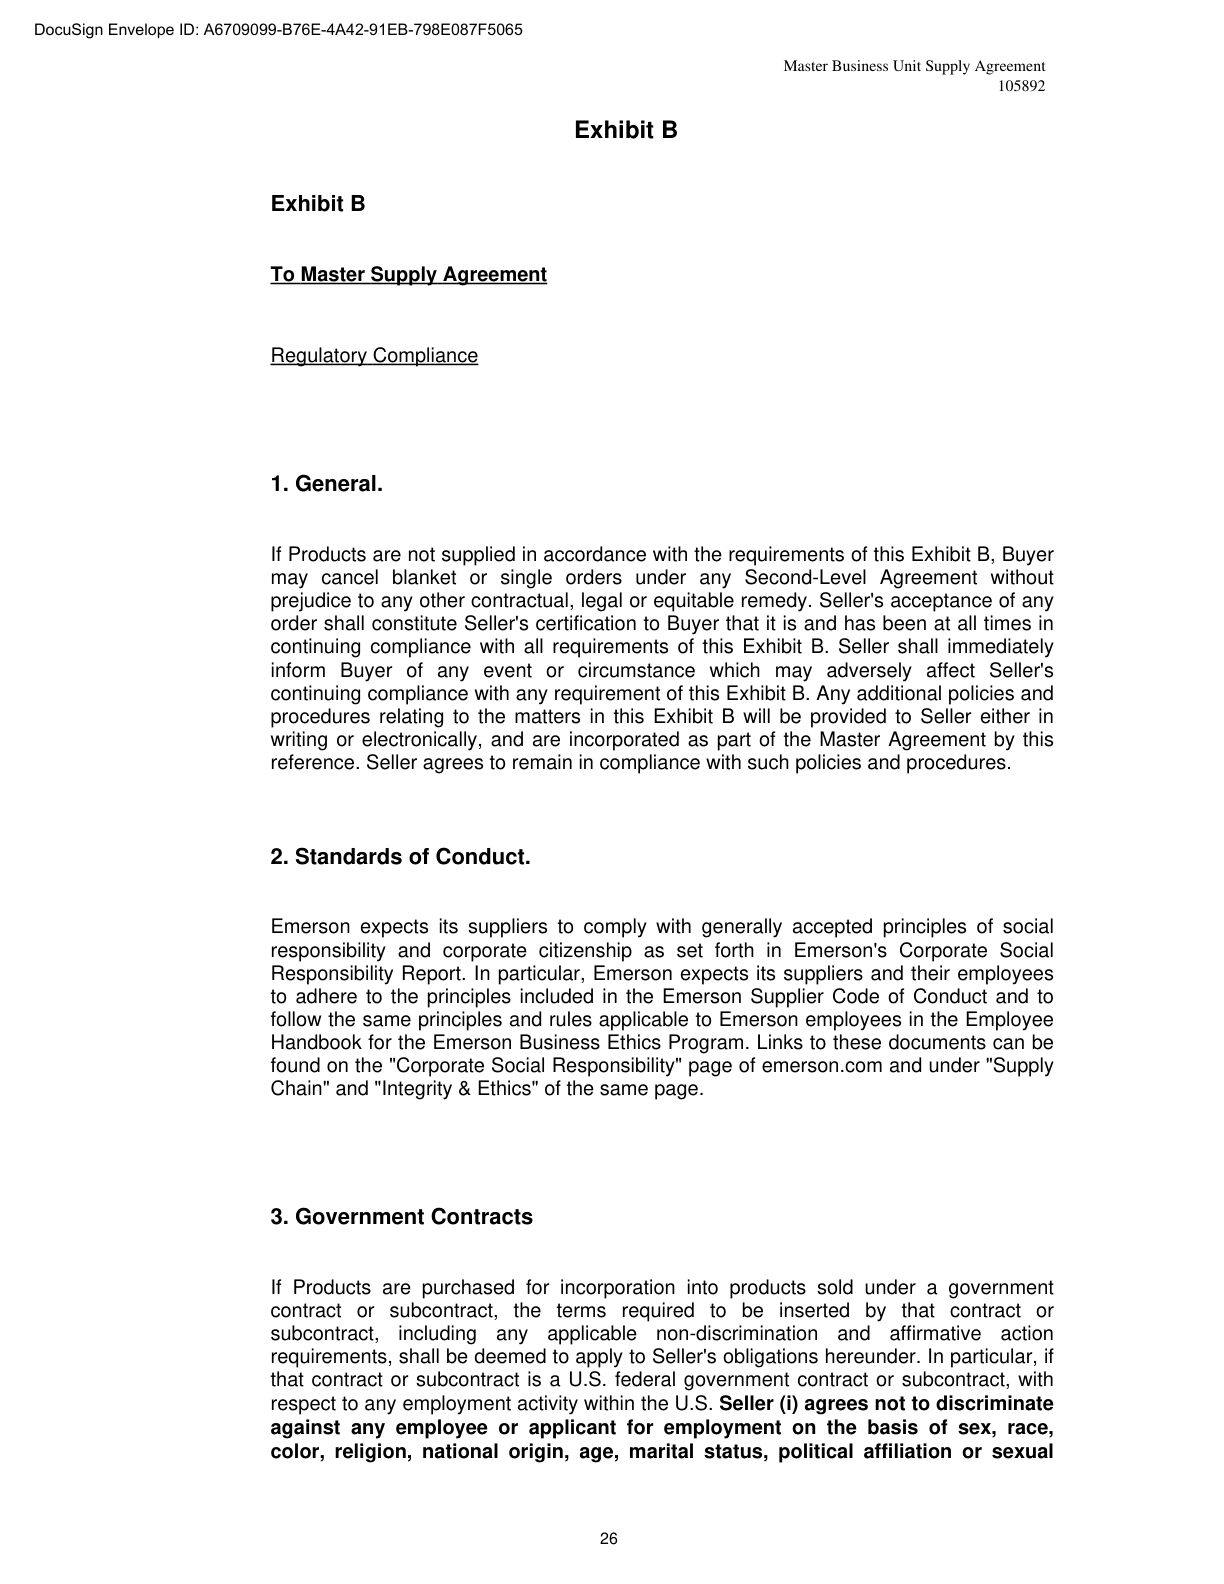 DocuSign Envelope ID: A6709099-B76E-4A42-91EB-798E087F5065
Master Business Unit Supply Agreement
105892
Exhibit B
Exhibit B
To Master Supply Agreement
Regulatory Compliance
1. General.
If Products are not supplied in accordance with the requirements of this Exhibit B, Buyer
may cancel blanket or single orders under any Second-Level Agreement without
prejudice to any other contractual, legal or equitable remedy. Seller's acceptance of any
order shall constitute Seller's certification to Buyer that it is and has been at all times in
continuing compliance with all requirements of this Exhibit B. Seller shall immediately
inform Buyer of any event or circumstance which may adversely affect Seller's
continuing compliance with any requirement of this Exhibit B. Any additional policies and
procedures relating to the matters in this Exhibit B will be provided to Seller either in
writing or electronically, and are incorporated as part of the Master Agreement by this
reference. Seller agrees to remain in compliance with such policies and procedures.
2. Standards of Conduct.
Emerson expects its suppliers to comply with generally accepted principles of social
responsibility and corporate citizenship as set forth in Emerson's Corporate Social
Responsibility Report. In particular, Emerson expects its suppliers and their employees
to adhere to the principles included in the Emerson Supplier Code of Conduct and to
follow the same principles and rules applicable to Emerson employees in the Employee
Handbook for the Emerson Business Ethics Program. Links to these documents can be
found on the "Corporate Social Responsibility" page of emerson.com and under "Supply
Chain" and "Integrity & Ethics" of the same page.
3. Government Contracts
If Products are purchased for incorporation into products sold under a government
contract or subcontract, the terms required to be inserted by that contract or
subcontract, including any applicable non-discrimination and affirmative action
requirements, shall be deemed to apply to Seller's obligations hereunder. In particular, if
that contract or subcontract is a U.S. federal government contract or subcontract, with
respect to any employment activity within the U.S. Seller (i) agrees not to discriminate
against any employee or applicant for employment on the basis of sex, race,
color, religion, national origin, age, marital status, political affiliation or sexual
26